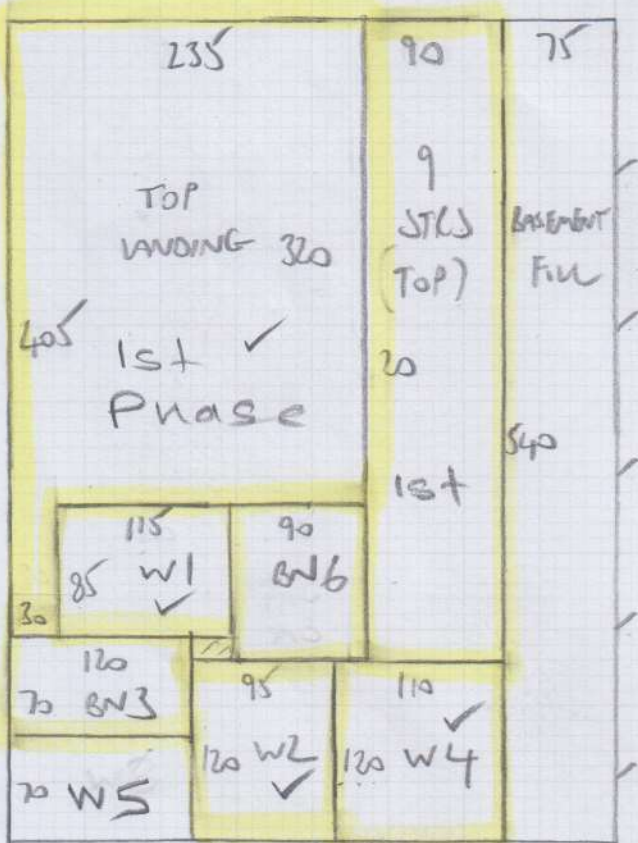 235
90
75
TOP
LANDING 320
9
STRS
(TOP)
BASEMENT
FILL
405
1st ✓
Phase
20
540
1st
115
90
85 W1
✓
BN6
30
120
70 BN3
95
110
120 W2
✓
120 W4
✓
70 W5